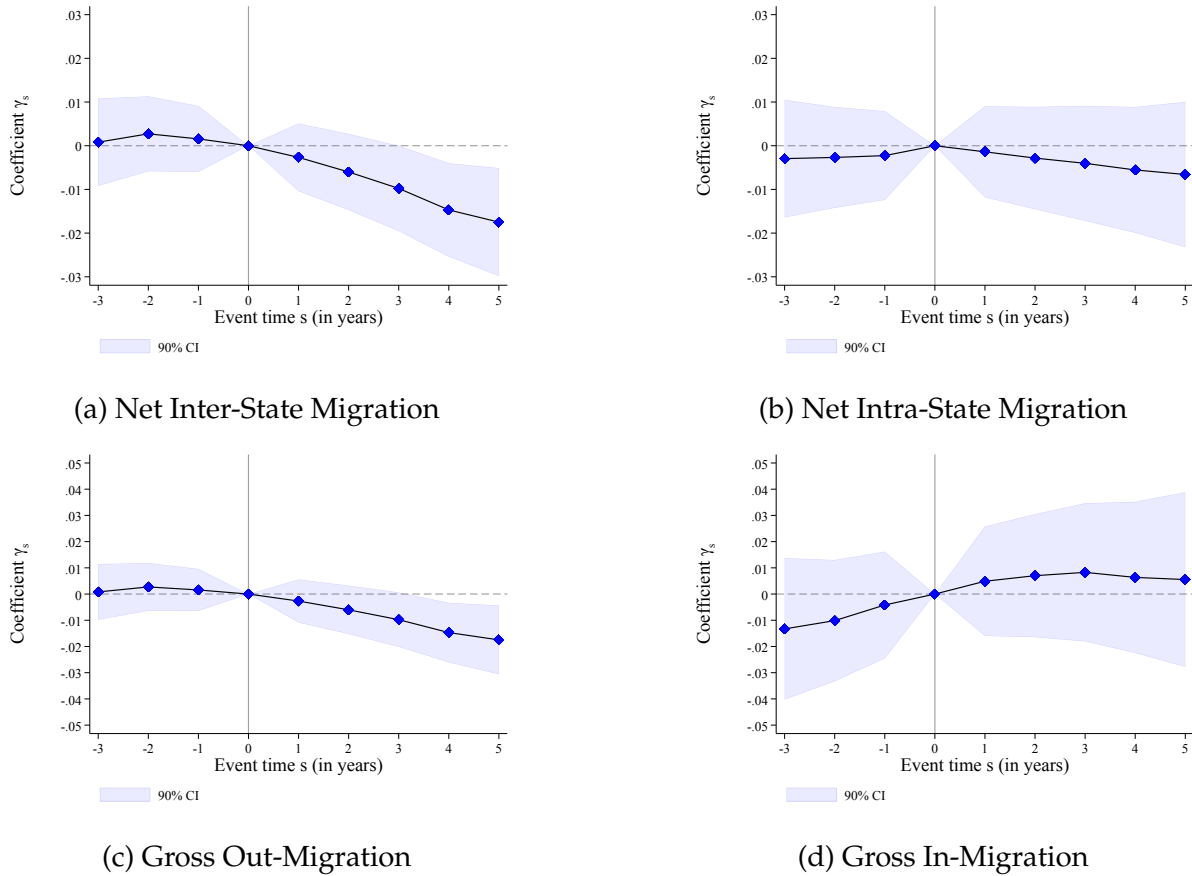 .03
.02
.01
0
-.01
-.02
-.03
Coefficient γs
-3 -2 -1 0 1 2 3 4 5
Event time s (in years)
90% CI
(a) Net Inter-State Migration
.03
.02
.01
0
-.01
-.02
-.03
Coefficient γs
-3 -2 -1 0 1 2 3 4 5
Event time s (in years)
90% CI
(b) Net Intra-State Migration
.05
.04
.03
.02
.01
0
-.01
-.02
-.03
-.04
-.05
Coefficient γs
-3 -2 -1 0 1 2 3 4 5
Event time s (in years)
90% CI
(c) Gross Out-Migration
.05
.04
.03
.02
.01
0
-.01
-.02
-.03
-.04
-.05
Coefficient γs
-3 -2 -1 0 1 2 3 4 5
Event time s (in years)
90% CI
(d) Gross In-Migration